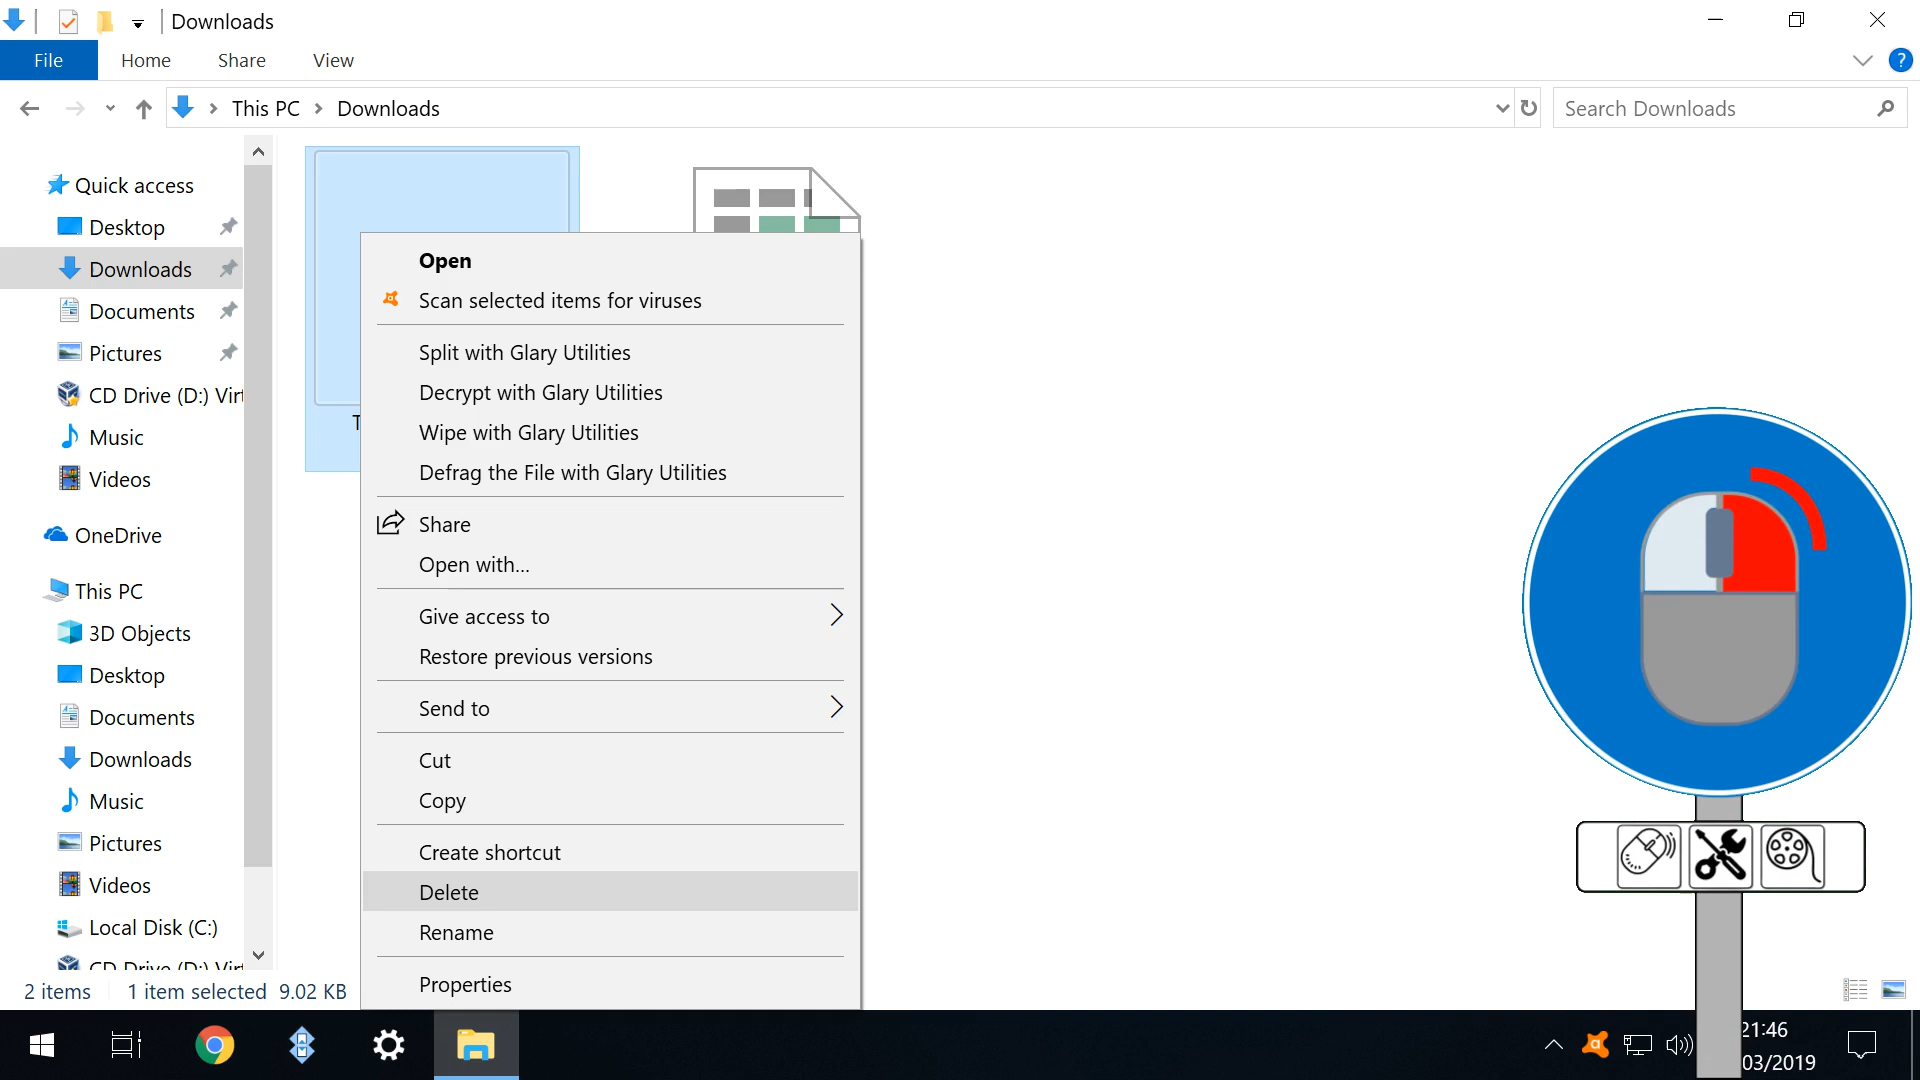 Downloads
File Home Share View
?
This PC Downloads
Search Downloads
Quick access
Desktop
Downloads
Documents
Pictures
CD Drive (D:) Virt
Music
Videos
OneDrive
This PC
3D Objects
Desktop
Documents
Downloads
Music
Pictures
Videos
Local Disk (C:)
CD Drive (D:) Virt
T
Open
Scan selected items for viruses
Split with Glary Utilities
Decrypt with Glary Utilities
Wipe with Glary Utilities
Defrag the File with Glary Utilities
Share
Open with...
Give access to
Restore previous versions
Send to
Cut
Copy
Create shortcut
Delete
Rename
Properties
2 items 1 item selected 9.02 KB
21:46
03/2019